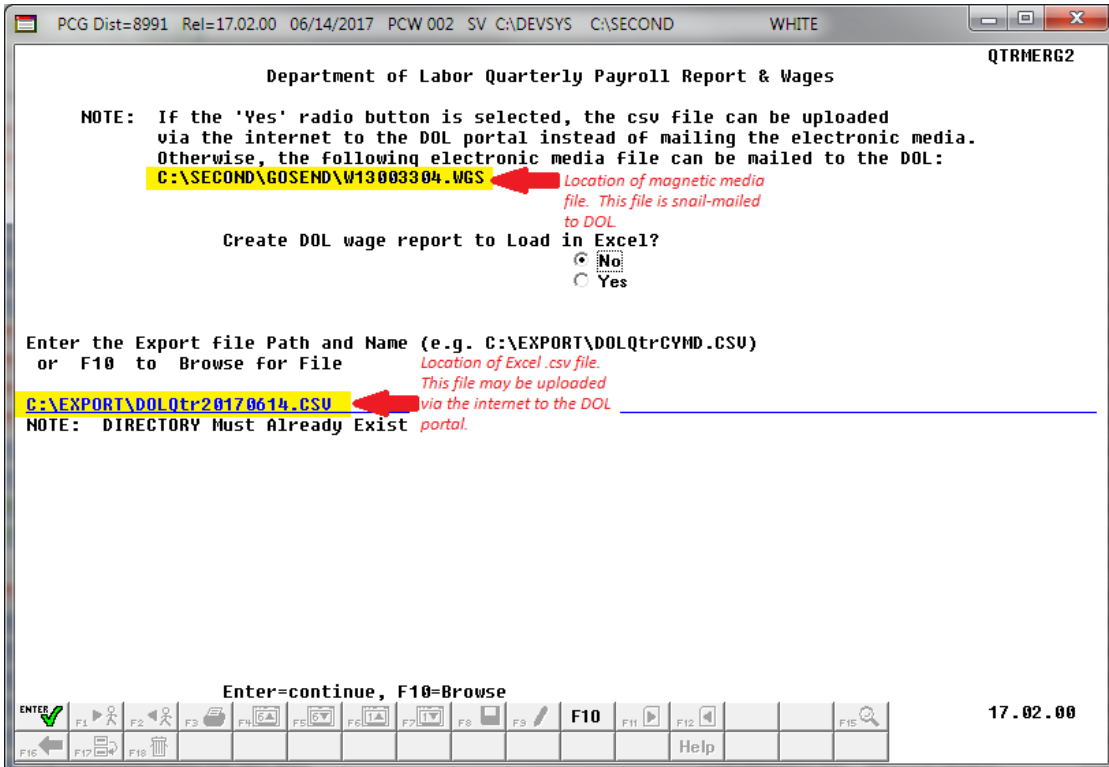 PCG Dist=8991 Rel=17.02.00 06/14/2017 PCW 002 SV C:\DEVSYS C:\SECOND WHITE
QTRMERG2
Department of Labor Quarterly Payroll Report & Wages
NOTE: If the 'Yes' radio button is selected, the csv file can be uploaded
via the internet to the DOL portal instead of mailing the electronic media.
Otherwise, the following electronic media file can be mailed to the DOL:
C:\SECOND\GOSEND\W13003304.WGS
Location of magnetic media
file. This file is snail-mailed
to DOL.
Create DOL wage report to Load in Excel?
No
Yes
Enter the Export file Path and Name (e.g. C:\EXPORT\DOLQtrCYMD.CSV)
or F10 to Browse for File
Location of Excel .csv file.
This file may be uploaded
C:\EXPORT\DOLQtr20170614.CSV
via the internet to the DOL
NOTE: DIRECTORY Must Already Exist
portal.
Enter=continue, F10=Browse
ENTER F1 F2 F3 F4 F5 F6 F7 F8 F9 F10 F11 F12 F15
17.02.00
F16 F17 F18 Help